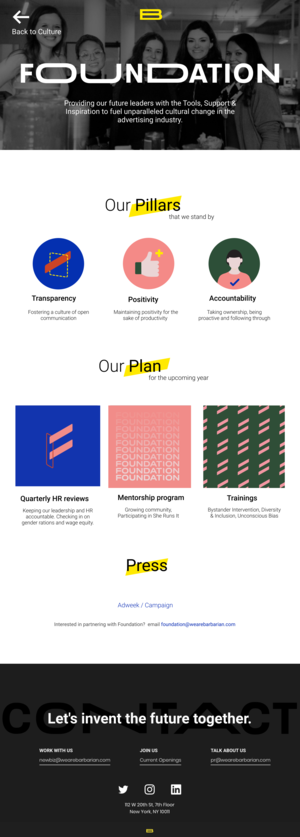 Back to Culture
FOUNDATION
Providing our future leaders with the Tools, Support &
Inspiration to fuel unparalleled cultural change in the
advertising industry.
Our Pillars
that we stand by
Transparency
Fostering a culture of open
communication
Positivity
Maintaining positivity for the
sake of productivity
Accountability
Taking ownership, being
proactive and following through
Our Plan
for the upcoming year
FOUNDATION
FOUNDATION
FOUNDATION
FOUNDATION
FOUNDATION
FOUNDATION
FOUNDATION
FOUNDATION
Quarterly HR reviews
Keeping our leadership and HR
accountable. Checking in on
gender rations and wage equity.
Mentorship program
Growing community,
Participating in She Runs It
Trainings
Bystander Intervention, Diversity
& Inclusion, Unconscious Bias
Press
Adweek / Campaign
Interested in partnering with Foundation? email foundation@wearebarbarian.com
CONTACT
Let's invent the future together.
WORK WITH US
newbiz@wearebarbarian.com
JOIN US
Current Openings
TALK ABOUT US
pr@wearebarbarian.com
112 W 20th St, 7th Floor
New York, NY 10011